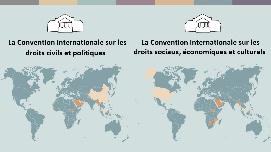 La Convention internationale sur les
droits civils et politiques
La Convention internationale sur les
droits sociaux, économiques et culturels